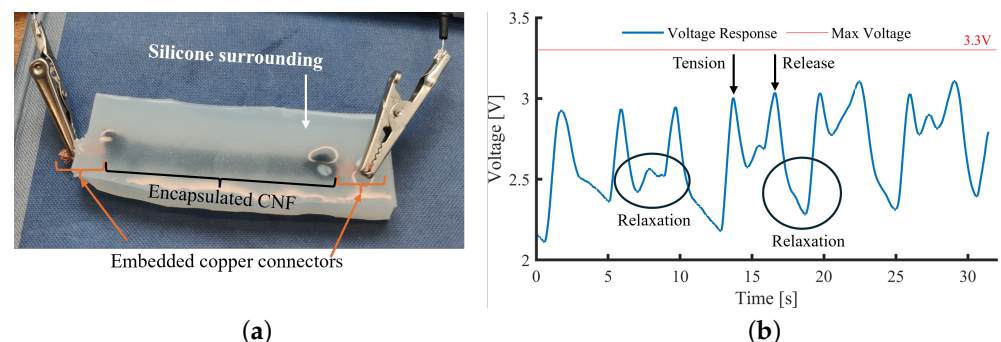 Silicone surrounding
Encapsulated CNF
Embedded copper connectors
(a)
3.5
3
2.5
2
Voltage [V]
Voltage Response
Max Voltage
3.3V
Tension
Release
Relaxation
Relaxation
0
5
10
15
20
25
30
Time [s]
(b)